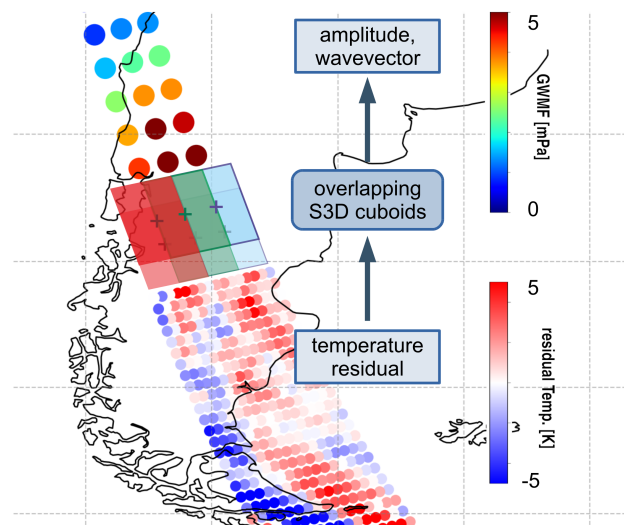 amplitude,
wavevector
overlapping
S3D cuboids
temperature
residual
5
GWMF [mPa]
0
5
residual Temp. [K]
-5